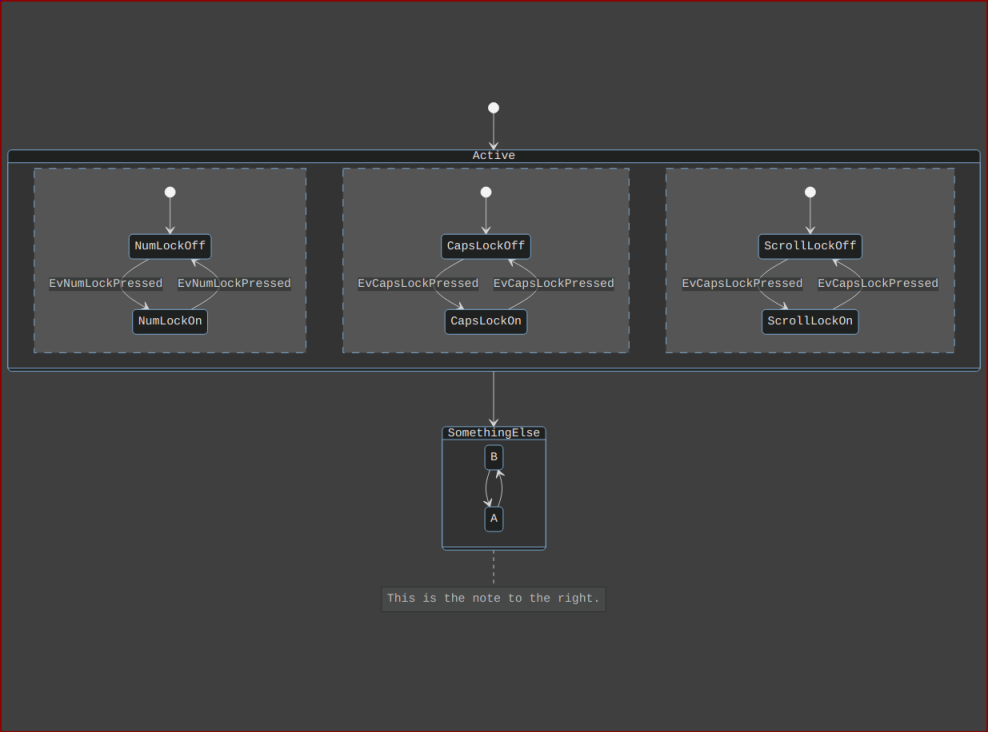 Active
NumLockOff
CapsLockOff
ScrollLockOff
EvNumLockPressed
EvNumLockPressed
EvCapsLockPressed
EvCapsLockPressed
EvCapsLockPressed
EvCapsLockPressed
NumLockOn
CapsLockOn
ScrollLockOn
SomethingElse
B
A
This is the note to the right.